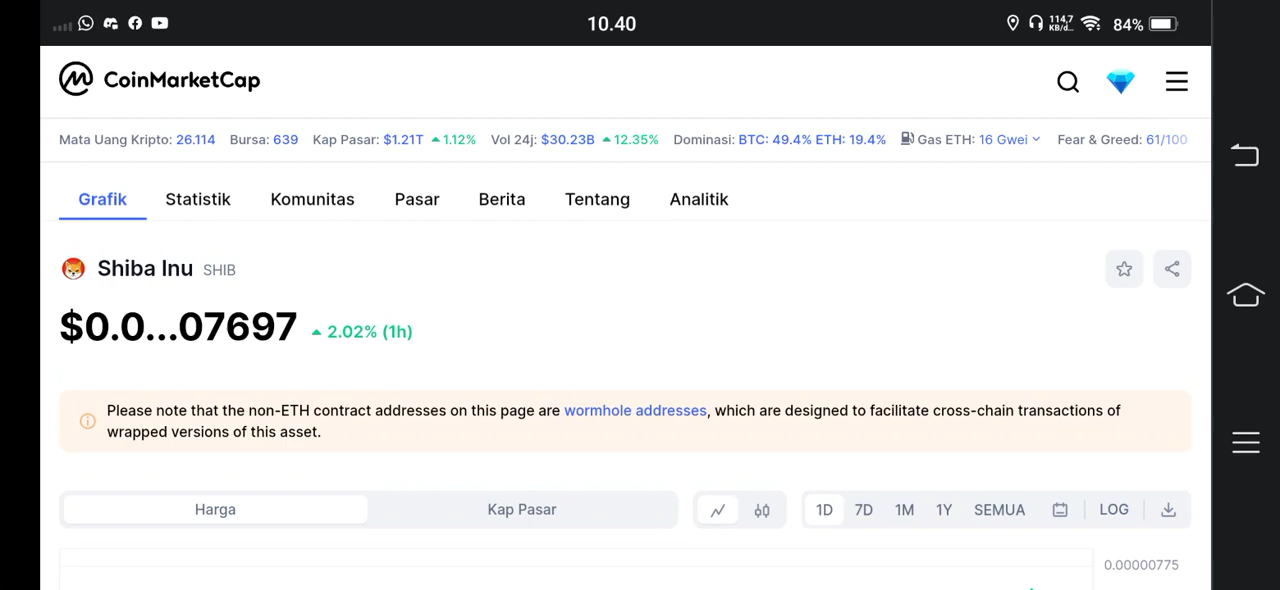 10.40
114,7
KB/d...
84%
CoinMarketCap
Mata Uang Kripto: 26.114 Bursa: 639 Kap Pasar: $1.21T 1.12% Vol 24j: $30.23B 12.35% Dominasi: BTC: 49.4% ETH: 19.4% Gas ETH: 16 Gwei Fear & Greed: 61/100
Grafik Statistik Komunitas Pasar Berita Tentang Analitik
Shiba Inu SHIB
$0.0...07697 2.02% (1h)
Please note that the non-ETH contract addresses on this page are wormhole addresses, which are designed to facilitate cross-chain transactions of
wrapped versions of this asset.
Harga Kap Pasar 1D 7D 1M 1Y SEMUA LOG
0.00000775